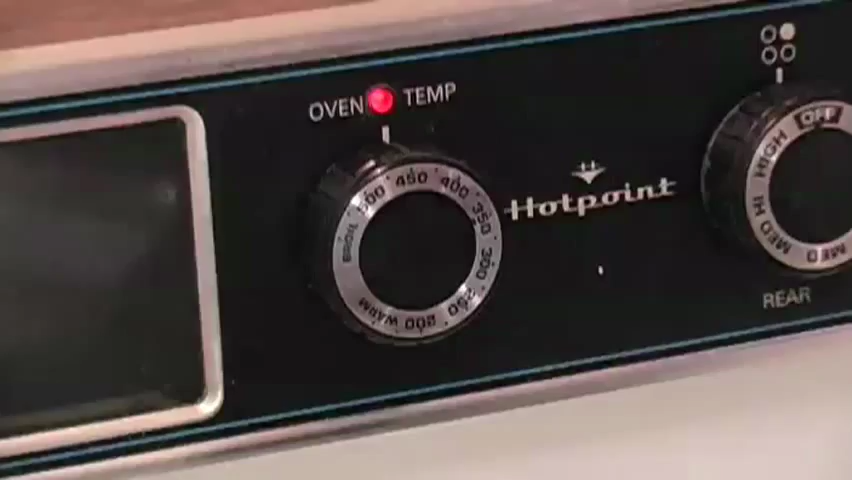 OVEN TEMP
500 450 400 350 300 250 200 WARM BROIL
Hotpoint
OFF HIGH MED HI MED
REAR